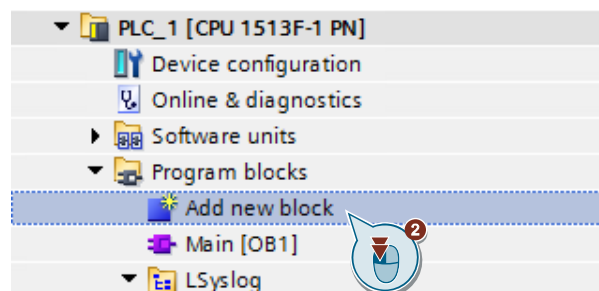 PLC_1 [CPU 1513F-1 PN]
Device configuration
Online & diagnostics
Software units
Program blocks
Add new block
2
Main [OB1]
LSyslog